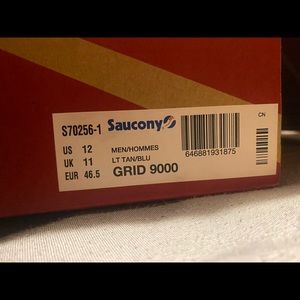 S70256-1 Saucony
CN
US 12
UK 11
EUR 46.5
MEN/HOMMES
LT TAN/BLU
GRID 9000
646881931875